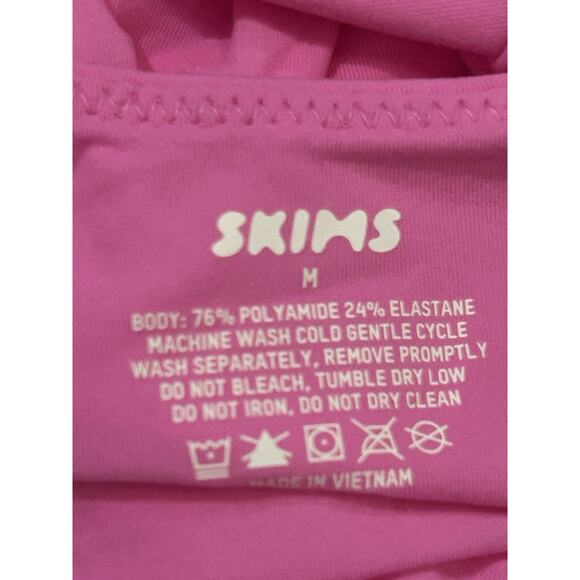 SKIMS
M
BODY: 76% POLYAMIDE 24% ELASTANE
MACHINE WASH COLD GENTLE CYCLE
WASH SEPARATELY, REMOVE PROMPTLY
DO NOT BLEACH, TUMBLE DRY LOW
DO NOT IRON, DO NOT DRY CLEAN
MADE IN VIETNAM